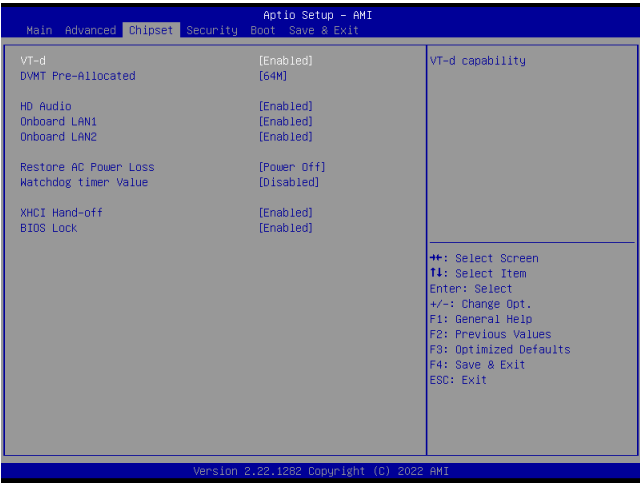 Aptio Setup - AMI
Main Advanced Chipset Security Boot Save & Exit
VT-d [Enabled]
DVMT Pre-Allocated [64M]
HD Audio [Enabled]
Onboard LAN1 [Enabled]
Onboard LAN2 [Enabled]
Restore AC Power Loss [Power Off]
Watchdog timer Value [Disabled]
XHCI Hand-off [Enabled]
BIOS Lock [Enabled]
VT-d capability
→←: Select Screen
↑↓: Select Item
Enter: Select
+/-: Change Opt.
F1: General Help
F2: Previous Values
F3: Optimized Defaults
F4: Save & Exit
ESC: Exit
Version 2.22.1282 Copyright (C) 2022 AMI